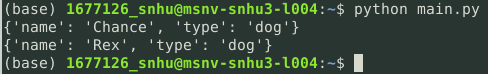 (base) 1677126_snhu@msnv-snhu3-l004:~$ python main.py
{'name': 'Chance', 'type': 'dog'}
{'name': 'Rex', 'type': 'dog'}
(base) 1677126_snhu@msnv-snhu3-l004:~$